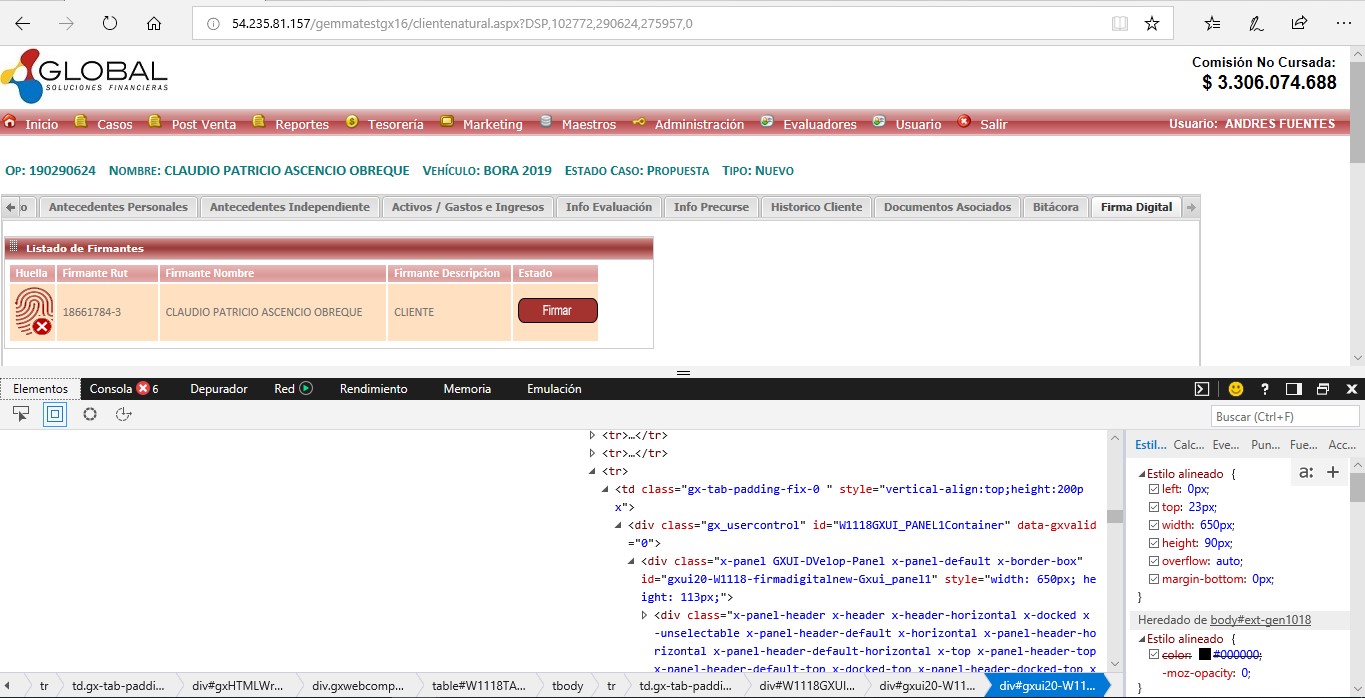 54.235.81.157/gemmatestgx16/clientenatural.aspx?DSP,102772,290624,275957,0
GLOBAL
SOLUCIONES FINANCIERAS
Comisión No Cursada:
$ 3.306.074.688
Inicio Casos Post Venta Reportes Tesorería Marketing Maestros Administración Evaluadores Usuario Salir Usuario: ANDRES FUENTES
OP: 190290624 NOMBRE: CLAUDIO PATRICIO ASCENCIO OBREQUE VEHÍCULO: BORA 2019 ESTADO CASO: PROPUESTA TIPO: NUEVO
o Antecedentes Personales Antecedentes Independiente Activos / Gastos e Ingresos Info Evaluación Info Precurse Historico Cliente Documentos Asociados Bitácora Firma Digital
Listado de Firmantes
Huella Firmante Rut Firmante Nombre Firmante Descripcion Estado
18661784-3 CLAUDIO PATRICIO ASCENCIO OBREQUE CLIENTE Firmar
Elementos Consola 6 Depurador Red Rendimiento Memoria Emulación
Buscar (Ctrl+F)
<tr>…</tr>
<tr>…</tr>
<tr>
<td class="gx-tab-padding-fix-0 " style="vertical-align:top;height:200p
x">
<div class="gx_usercontrol" id="W1118GXUI_PANEL1Container" data-gxvalid
="0">
<div class="x-panel GXUI-DVelop-Panel x-panel-default x-border-box"
id="gxui20-W1118-firmadigitalnew-Gxui_panel1" style="width: 650px; he
ight: 113px;">
<div class="x-panel-header x-header x-header-horizontal x-docked x
-unselectable x-panel-header-default x-horizontal x-panel-header-ho
rizontal x-panel-header-default-horizontal x-top x-panel-header-top
x-panel-header-default-top x-docked-top x-panel-header-docked-top x
Estil... Calc... Eve... Pun... Fue... Acc...
Estilo alineado {
a: +
left: 0px;
top: 23px;
width: 650px;
height: 90px;
overflow: auto;
margin-bottom: 0px;
}
Heredado de body#ext-gen1018
Estilo alineado {
color: #000000;
-moz-opacity: 0;
}
tr td.gx-tab-paddi... div#gxHTMLWr... div.gxwebcomp... table#W1118TA... tbody tr td.gx-tab-paddi... div#W1118GXUI... div#gxui20-W11... div#gxui20-W11...